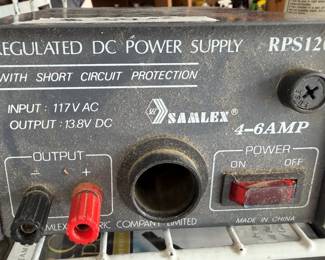 REGULATED DC POWER SUPPLY RPS120
WITH SHORT CIRCUIT PROTECTION
INPUT : 117V AC
OUTPUT : 13.8V DC
SAMLEX®
4-6AMP
OUTPUT
- +
POWER
ON OFF
COMPANY LIMITED
MADE IN CHINA